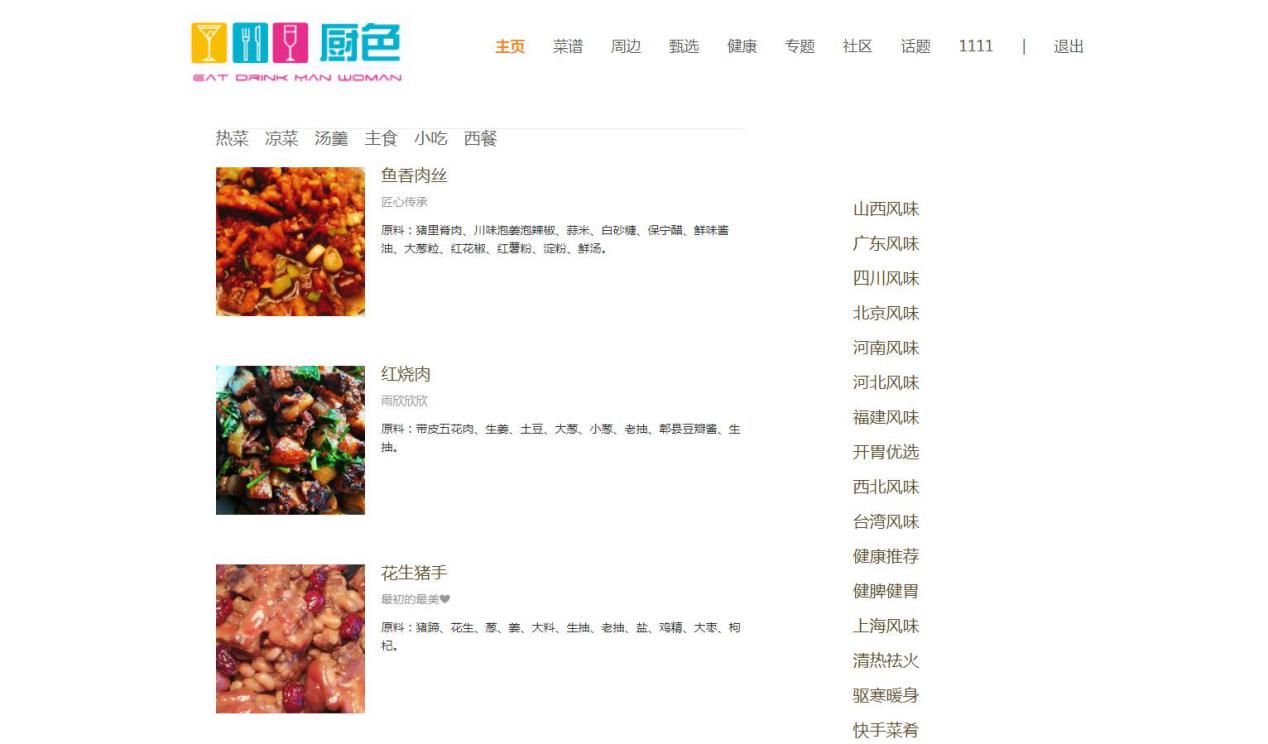 厨色
EAT DRINK MAN WOMAN
主页 菜谱 周边 甄选 健康 专题 社区 话题 1111 | 退出
热菜 凉菜 汤羹 主食 小吃 西餐
鱼香肉丝
匠心传承
原料：猪里脊肉、川味泡姜泡辣椒、蒜米、白砂糖、保宁醋、鲜味酱
油、大葱粒、红花椒、红薯粉、淀粉、鲜汤。
红烧肉
雨欣欣欣
原料：带皮五花肉、生姜、土豆、大葱、小葱、老抽、郫县豆瓣酱、生
抽。
花生猪手
最初的最美❤
原料：猪蹄、花生、葱、姜、大料、生抽、老抽、盐、鸡精、大枣、枸
杞。
山西风味
广东风味
四川风味
北京风味
河南风味
河北风味
福建风味
开胃优选
西北风味
台湾风味
健康推荐
健脾健胃
上海风味
清热祛火
驱寒暖身
快手菜肴